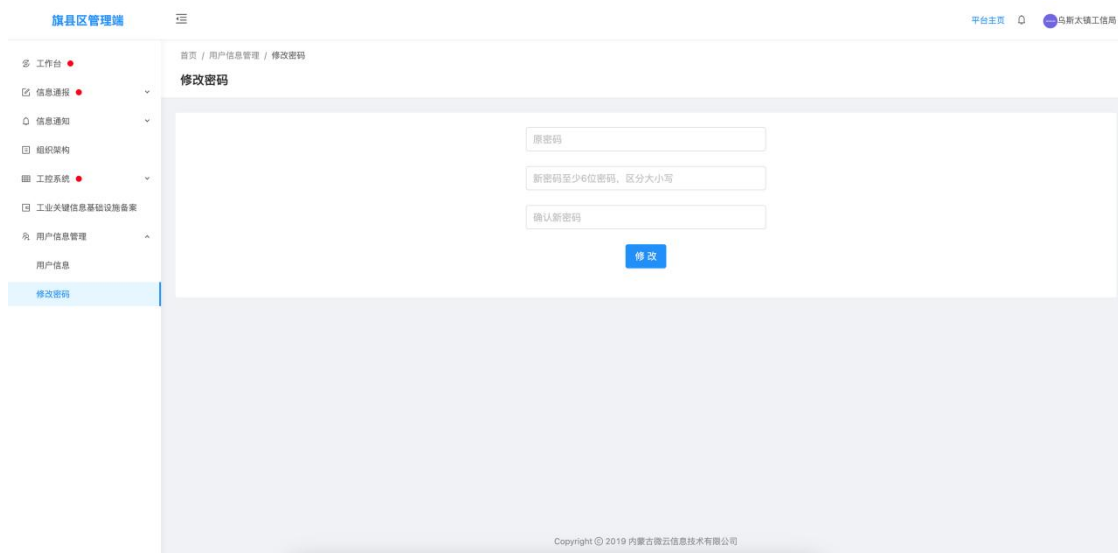 旗县区管理端
平台主页
乌斯太镇工信局
首页 / 用户信息管理 / 修改密码
修改密码
工作台
信息通报
信息通知
组织架构
工控系统
工业关键信息基础设施备案
用户信息管理
用户信息
修改密码
原密码
新密码至少6位密码，区分大小写
确认新密码
修 改
Copyright © 2019 内蒙古微云信息技术有限公司